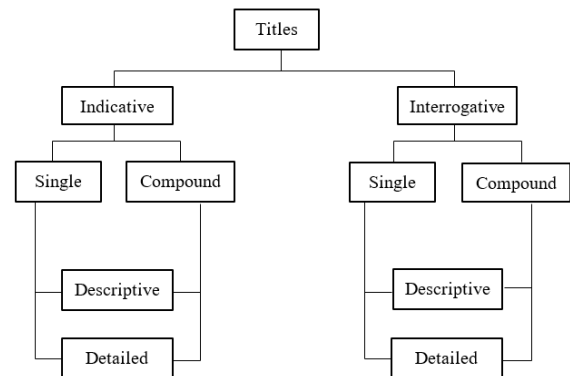 Titles
Indicative
Interrogative
Single
Compound
Single
Compound
Descriptive
Descriptive
Detailed
Detailed